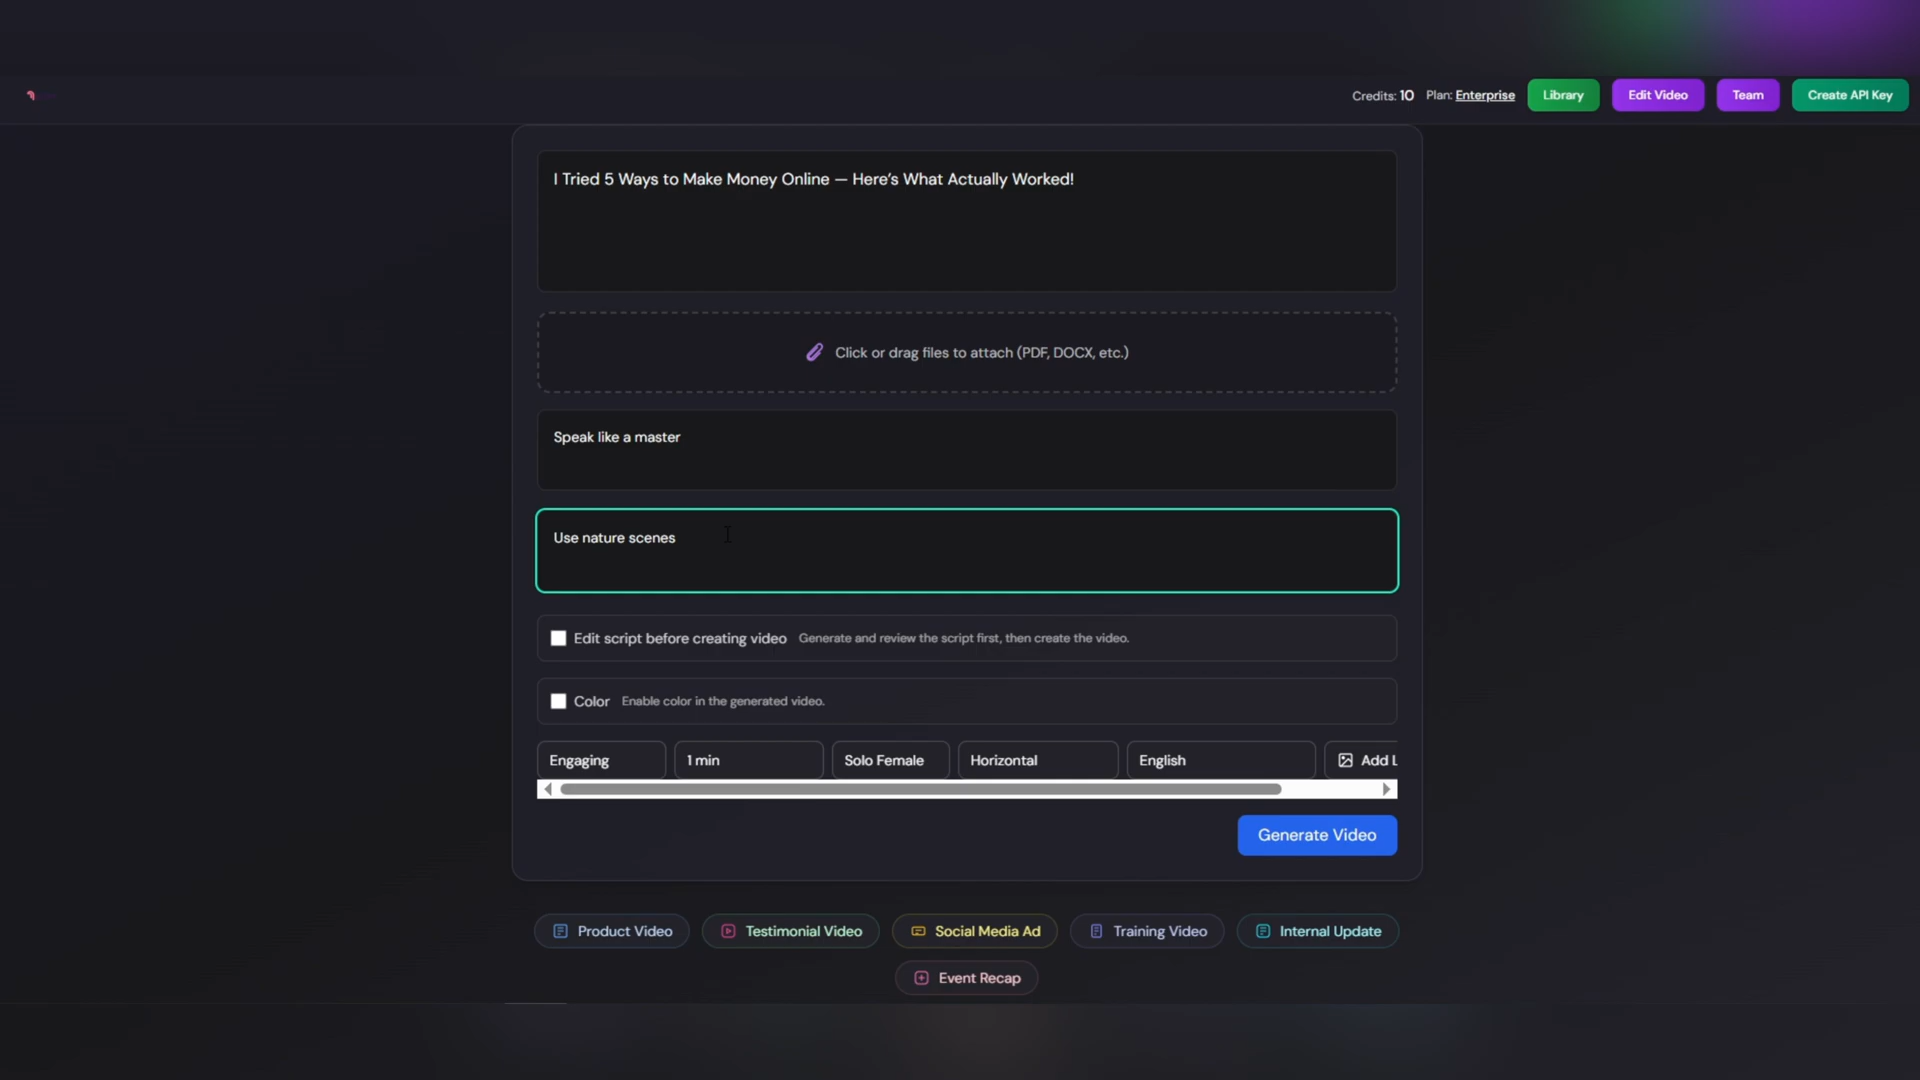 Credits: 10 Plan: Enterprise Library Edit Video Team Create API Key
I Tried 5 Ways to Make Money Online — Here's What Actually Worked!
Click or drag files to attach (PDF, DOCX, etc.)
Speak like a master
Use nature scenes
Edit script before creating video Generate and review the script first, then create the video.
Color Enable color in the generated video.
Engaging 1 min Solo Female Horizontal English Add L
Generate Video
Product Video Testimonial Video Social Media Ad Training Video Internal Update
Event Recap